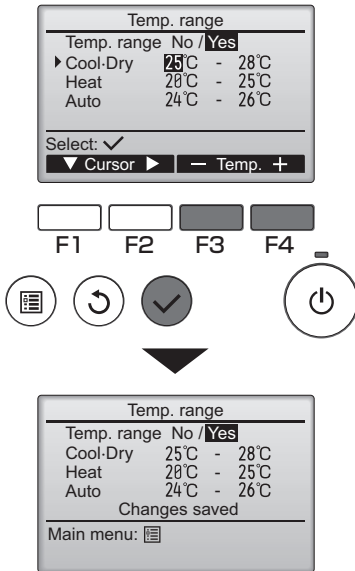 Temp. range
Temp. range No / Yes
Cool·Dry 25°C - 28°C
Heat 20°C - 25°C
Auto 24°C - 26°C
Select: ✓
▼ Cursor ▶ − Temp. +
F1 F2 F3 F4
Temp. range
Temp. range No / Yes
Cool·Dry 25°C - 28°C
Heat 20°C - 25°C
Auto 24°C - 26°C
Changes saved
Main menu: